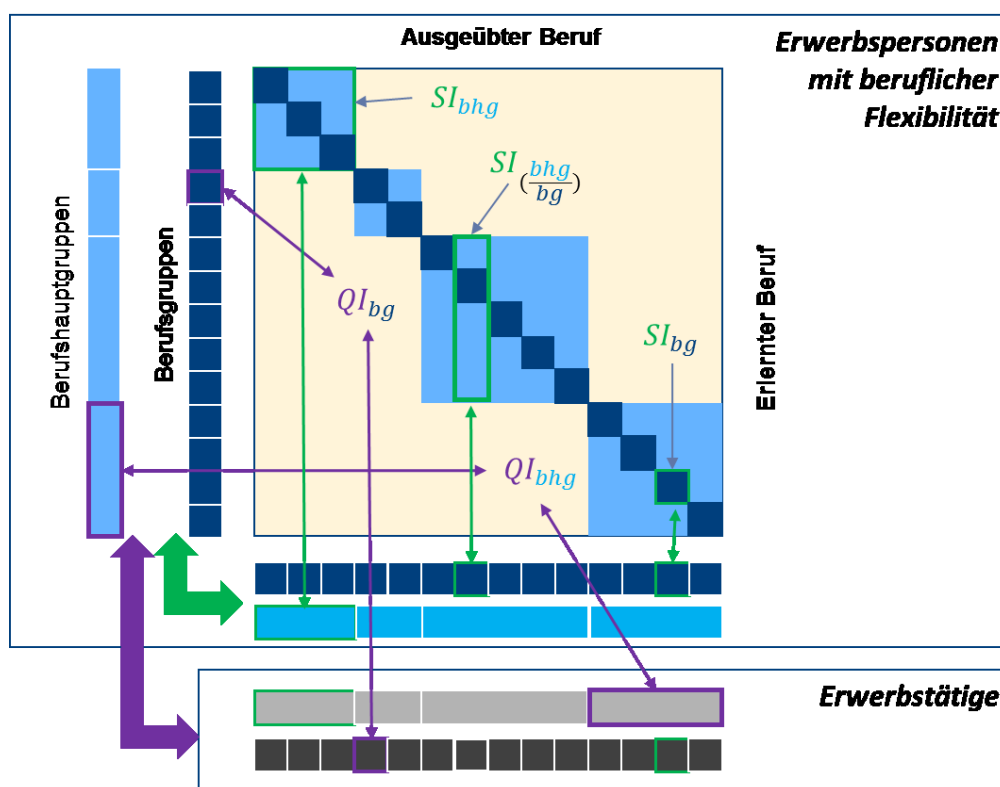 Ausgeübter Beruf
Erwerbspersonen
mit beruflicher
Flexibilität
SI_bhg
SI_(bhg/bg)
Berufshauptgruppen
Berufsgruppen
QI_bg
SI_bg
Erlernter Beruf
QI_bhg
Erwerbstätige